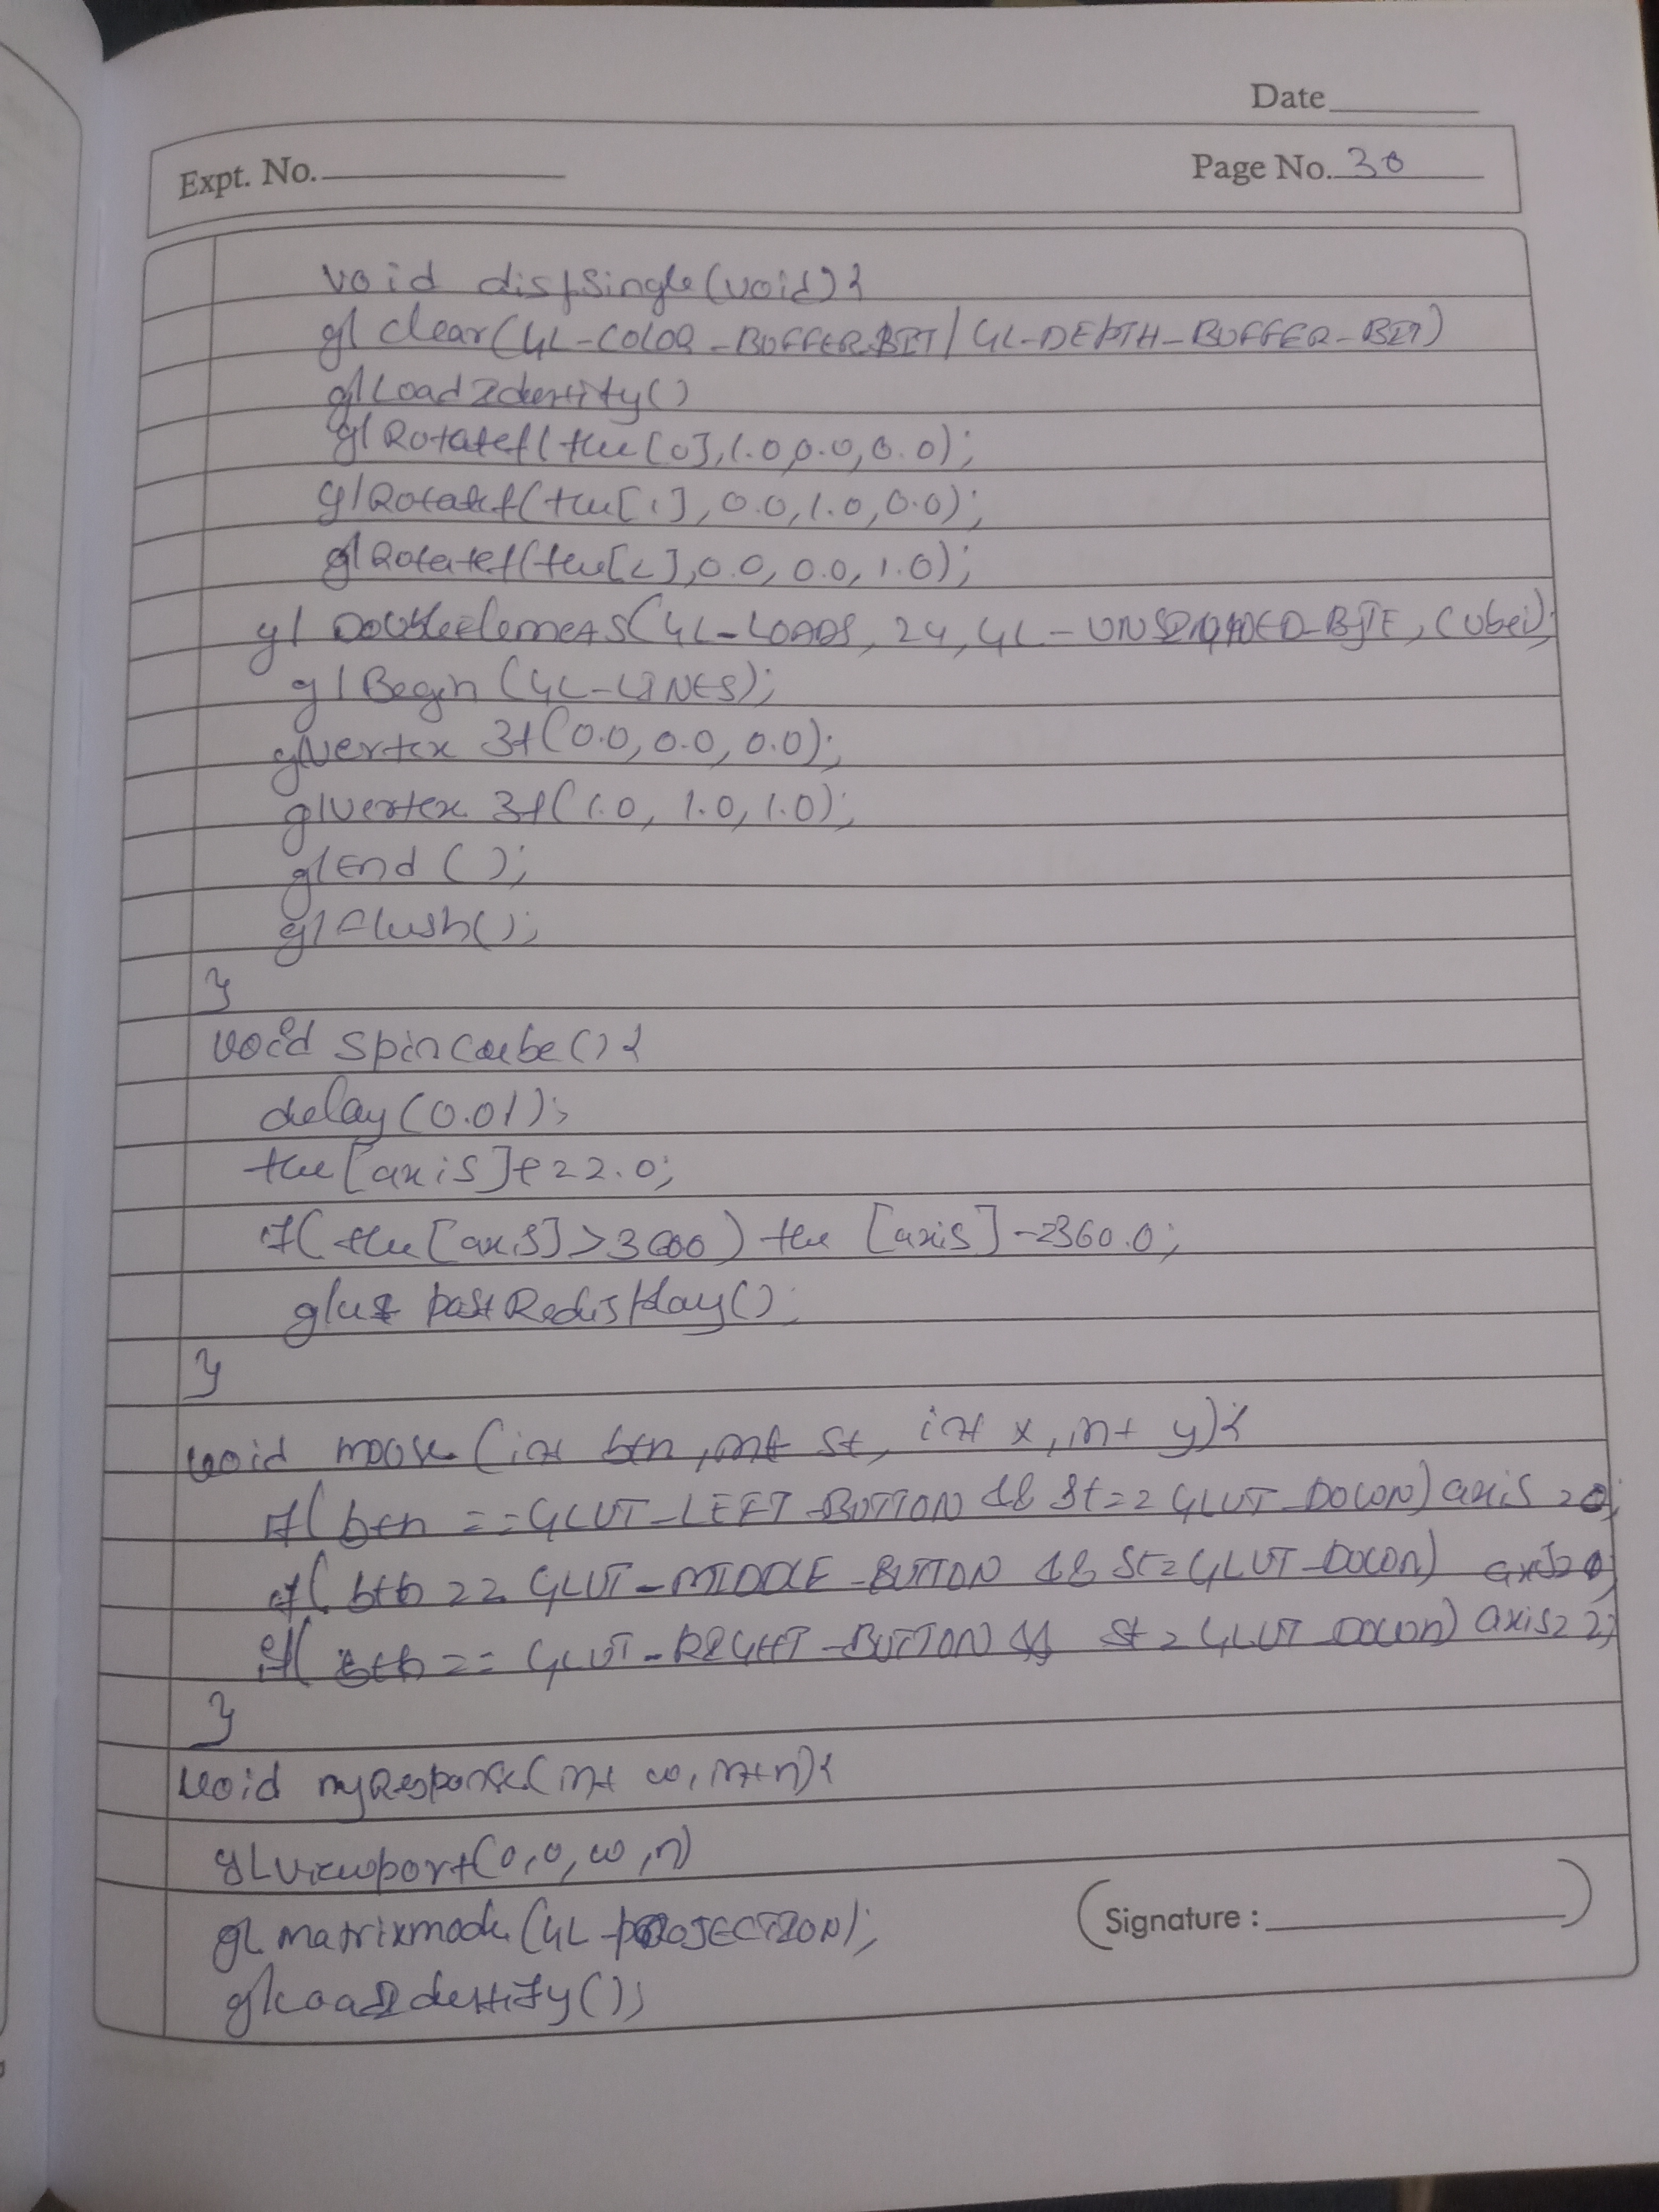 Date
Expt. No.
Page No. 30
void dispSingle(void){
glclear(GL-COLOR-BUFFER-BIT/GL-DEPTH-BUFFER-BIT)
glLoadIdentity()
glRotatef(the[0],1.0,0.0,0.0);
glRotatef(the[1],0.0,1.0,0.0);
glRotatef(the[2],0.0,0.0,1.0);
gl (GL-LOADS, 24, GL-UNSIGNED-BYTE, Cubei);
glBegin(GL-LINES);
glVertex 3f(0.0, 0.0, 0.0);
glVertex 3f(1.0, 1.0, 1.0);
glEnd ();
glFlush();
}
void spincube(){
delay(0.01);
the[axis]+=2.0;
if(the[axis]> ) the [axis]-=360.0;
glut postRedisplay();
}
void mouse(int btn, int st, int x, int y){
if(btn ==GLUT-LEFT-BUTTON && st== GLUT-DOWN) axis =0;
if(btn == GLUT-MIDDLE-BUTTON && st= GLUT-DOWN) axis=
if(btn == GLUT-RIGHT-BUTTON && st= GLUT-DOWN) axis=2;
}
void myResponse(int w, int n){
glviewport(0,0,w,n)
gl matrixmode(GL-PROJECTION);
glLoadIdentity();
Signature :